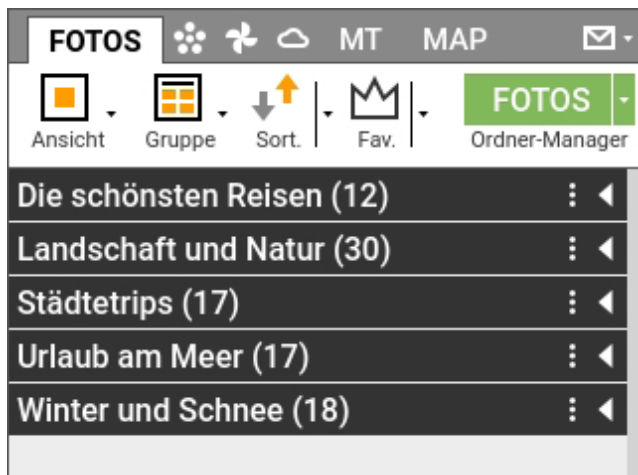 FOTOS MT MAP
Ansicht Gruppe Sort. Fav. FOTOS
Ordner-Manager
Die schönsten Reisen (12)
Landschaft und Natur (30)
Städtetrips (17)
Urlaub am Meer (17)
Winter und Schnee (18)